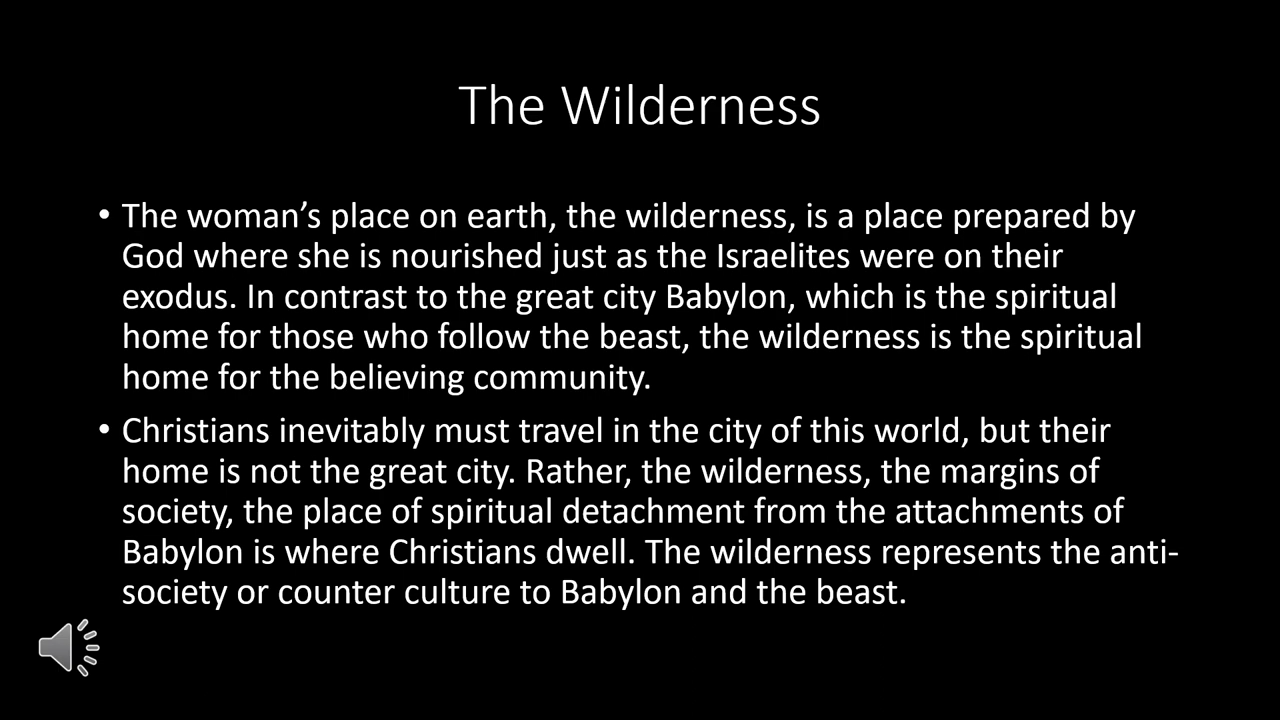 The Wilderness
• The woman’s place on earth, the wilderness, is a place prepared by
God where she is nourished just as the Israelites were on their
exodus. In contrast to the great city Babylon, which is the spiritual
home for those who follow the beast, the wilderness is the spiritual
home for the believing community.
• Christians inevitably must travel in the city of this world, but their
home is not the great city. Rather, the wilderness, the margins of
society, the place of spiritual detachment from the attachments of
Babylon is where Christians dwell. The wilderness represents the anti-
society or counter culture to Babylon and the beast.